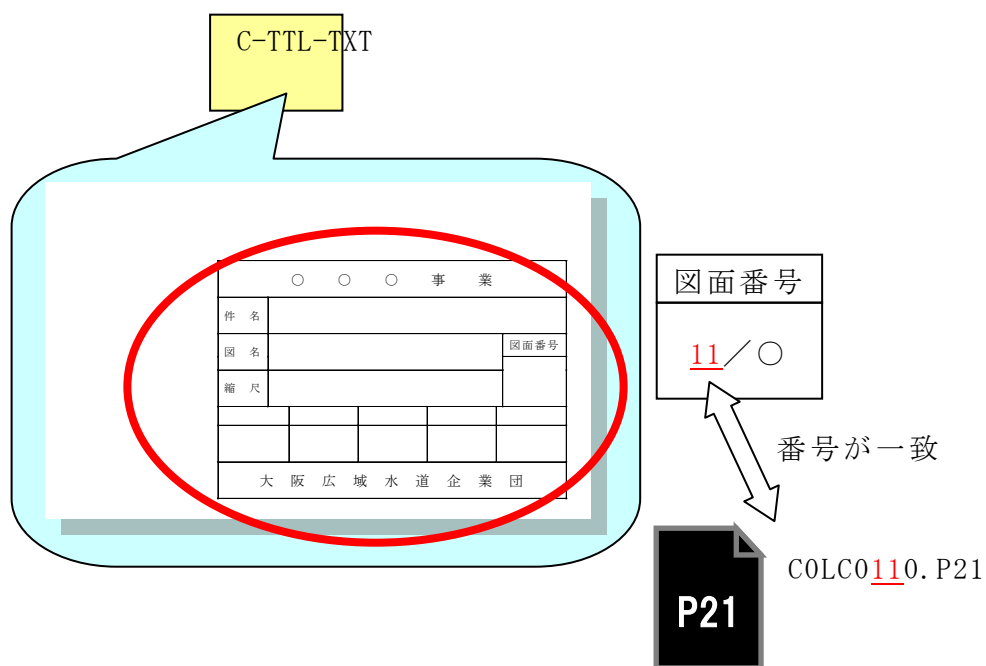 C-TTL-TXT
○ ○ ○ 事 業
件 名
図 名
図面番号
縮 尺
大 阪 広 域 水 道 企 業 団
図面番号
11／○
番号が一致
C0LC0110.P21
P21